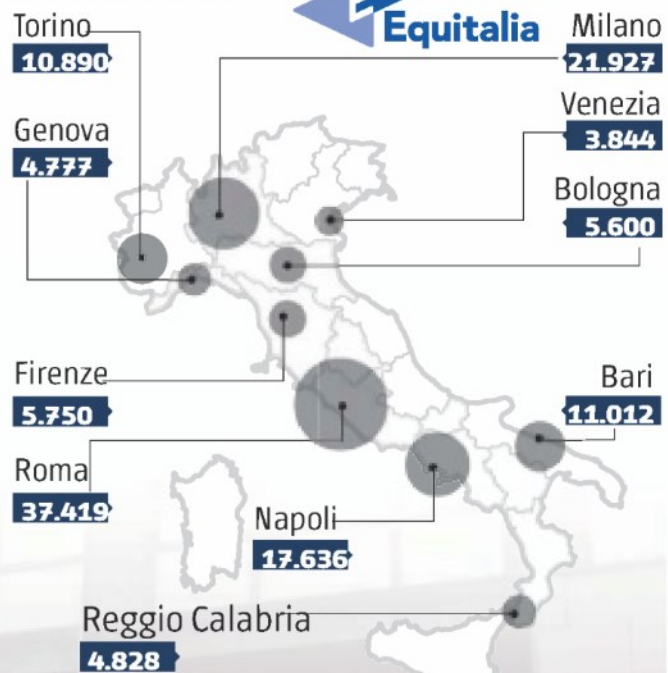 Equitalia
Torino
10.890
Milano
21.927
Genova
4.777
Venezia
3.844
Bologna
5.600
Firenze
5.750
Bari
11.012
Roma
37.419
Napoli
17.636
Reggio Calabria
4.828